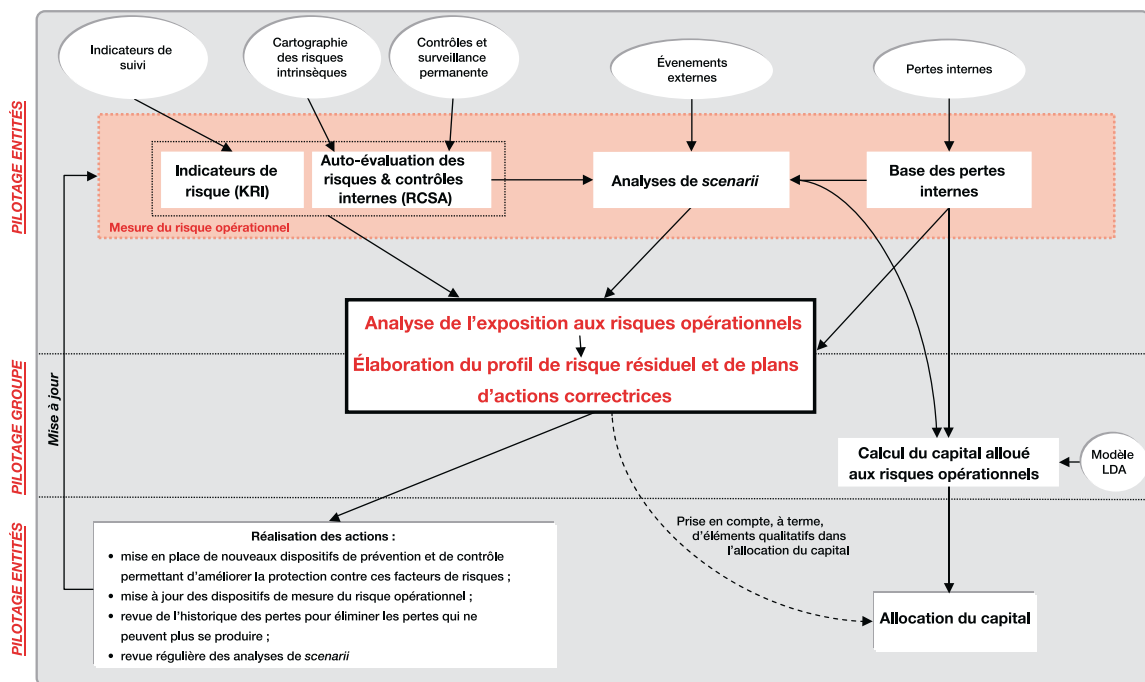 Indicateurs de
suivi
Cartographie
des risques
intrinsèques
Contrôles et
surveillance
permanente
Évenements
externes
Pertes internes
PILOTAGE ENTITÉS
Indicateurs de
risque (KRI)
Auto-évaluation des
risques & contrôles
internes (RCSA)
Analyses de scenarii
Base des pertes
internes
Mesure du risque opérationnel
Analyse de l’exposition aux risques opérationnels
Élaboration du profil de risque résiduel et de plans
d’actions correctrices
PILOTAGE GROUPE
Mise à jour
Calcul du capital alloué
aux risques opérationnels
Modèle
LDA
PILOTAGE ENTITÉS
Réalisation des actions :
• mise en place de nouveaux dispositifs de prévention et de contrôle
permettant d’améliorer la protection contre ces facteurs de risques ;
• mise à jour des dispositifs de mesure du risque opérationnel ;
• revue de l’historique des pertes pour éliminer les pertes qui ne
peuvent plus se produire ;
• revue régulière des analyses de scenarii
Prise en compte, à terme,
d’éléments qualitatifs dans
l’allocation du capital
Allocation du capital